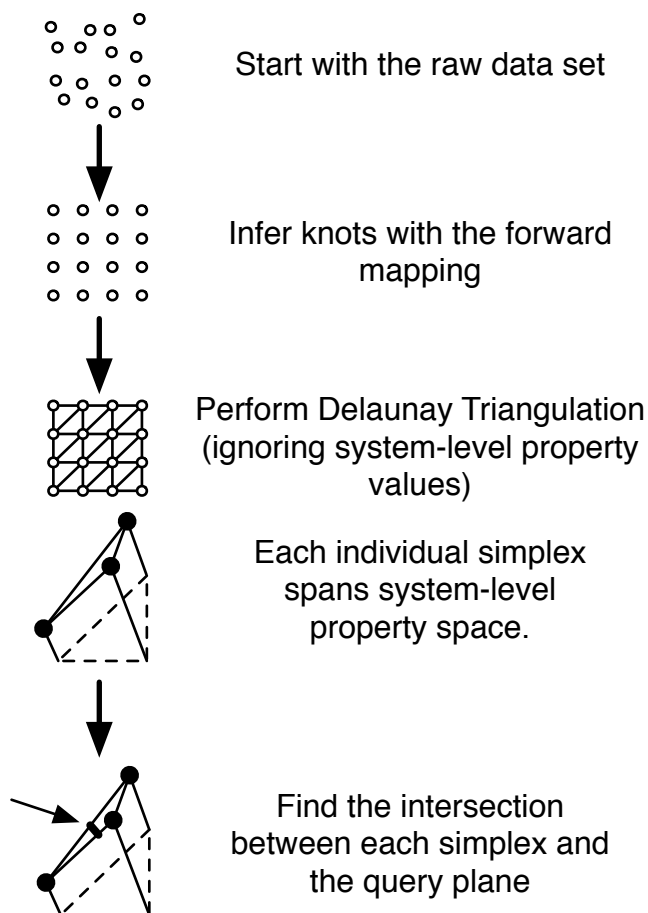 Start with the raw data set
Infer knots with the forward
mapping
Perform Delaunay Triangulation
(ignoring system-level property
values)
Each individual simplex
spans system-level
property space.
Find the intersection
between each simplex and
the query plane